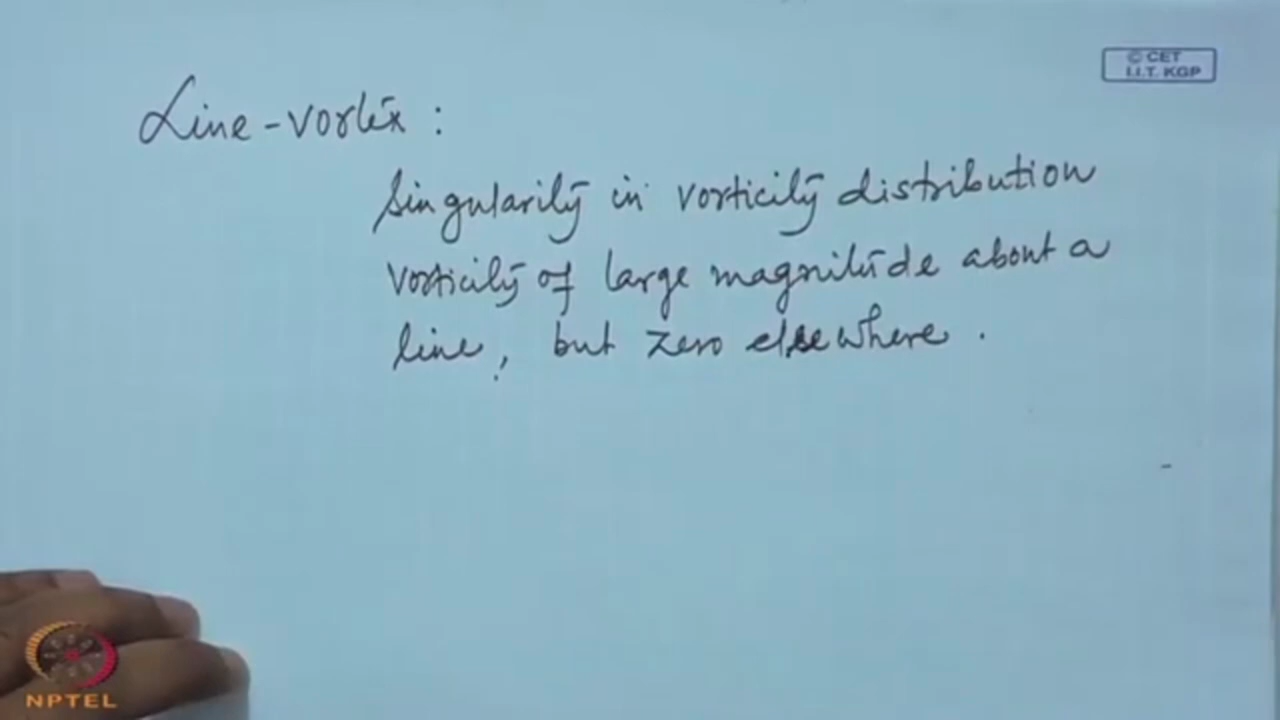 © CET
I.I.T. KGP
Line-vortex :
Singularity in vorticity distribution
vorticity of large magnitude about a
line, but zero elsewhere .
NPTEL